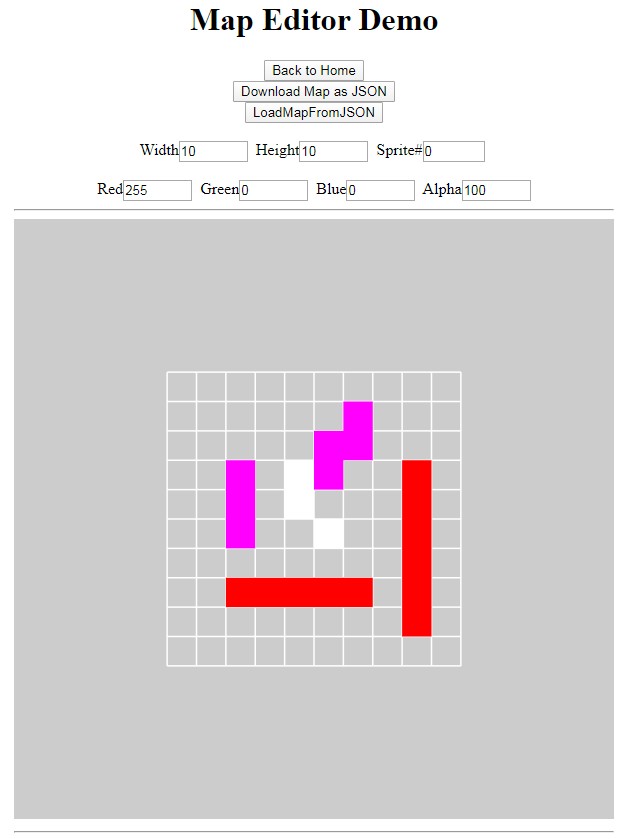 Map Editor Demo
Back to Home
Download Map as JSON
LoadMapFromJSON
Width 10 Height 10 Sprite# 0
Red 255 Green 0 Blue 0 Alpha 100